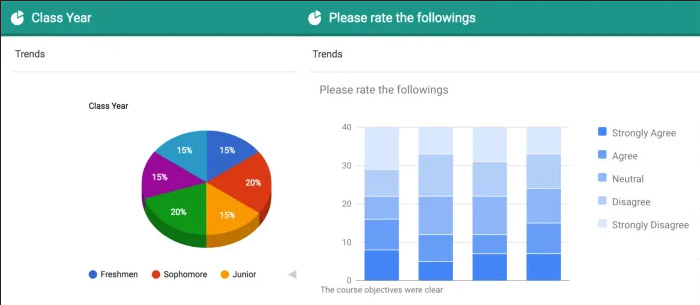 Class Year
Trends
Class Year
15%
15%
20%
15%
20%
15%
Freshmen
Sophomore
Junior
Please rate the followings
Trends
Please rate the followings
40
30
20
10
0
The course objectives were clear
Strongly Agree
Agree
Neutral
Disagree
Strongly Disagree